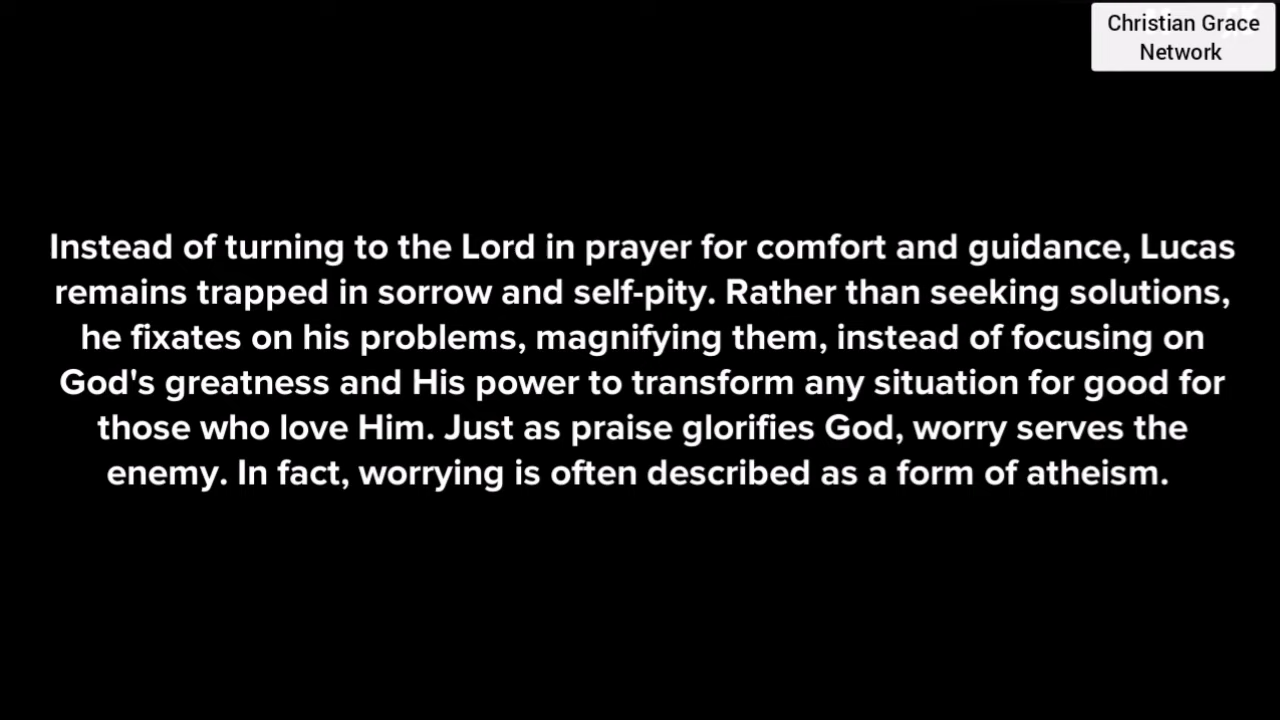 Christian Grace
Network
Instead of turning to the Lord in prayer for comfort and guidance, Lucas
remains trapped in sorrow and self-pity. Rather than seeking solutions,
he fixates on his problems, magnifying them, instead of focusing on
God's greatness and His power to transform any situation for good for
those who love Him. Just as praise glorifies God, worry serves the
enemy. In fact, worrying is often described as a form of atheism.